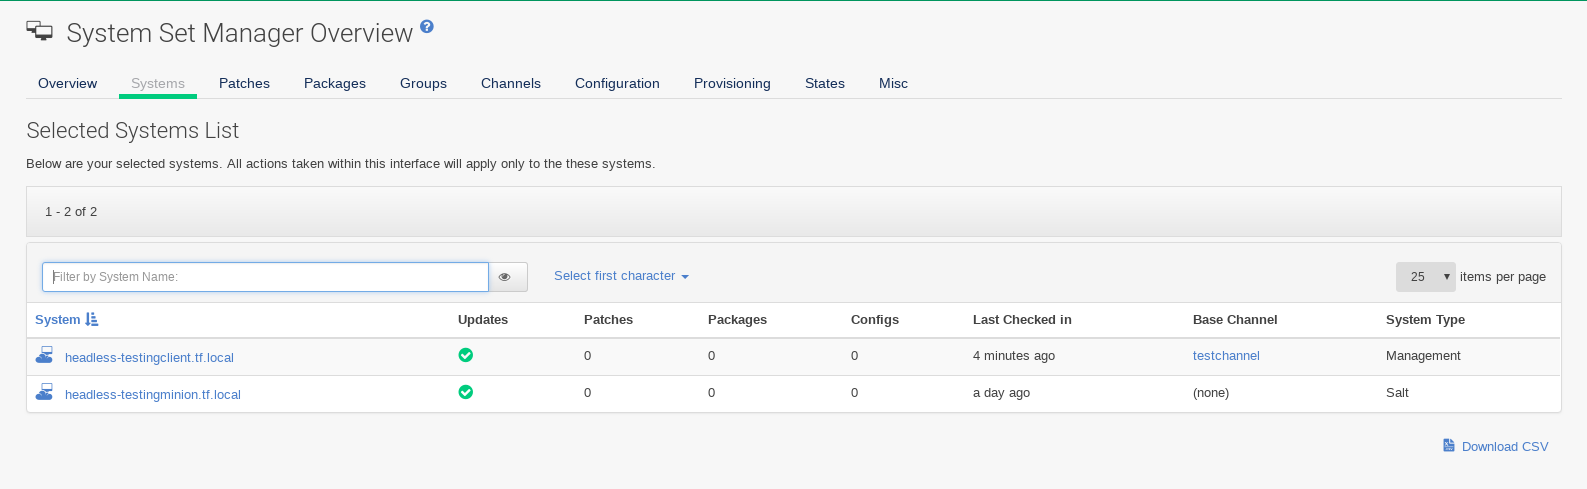 System Set Manager Overview
Overview Systems Patches Packages Groups Channels Configuration Provisioning States Misc
Selected Systems List
Below are your selected systems. All actions taken within this interface will apply only to the these systems.
1 - 2 of 2
Filter by System Name: Select first character 25 items per page
System Updates Patches Packages Configs Last Checked in Base Channel System Type
headless-testingclient.tf.local 0 0 0 4 minutes ago testchannel Management
headless-testingminion.tf.local 0 0 0 a day ago (none) Salt
Download CSV